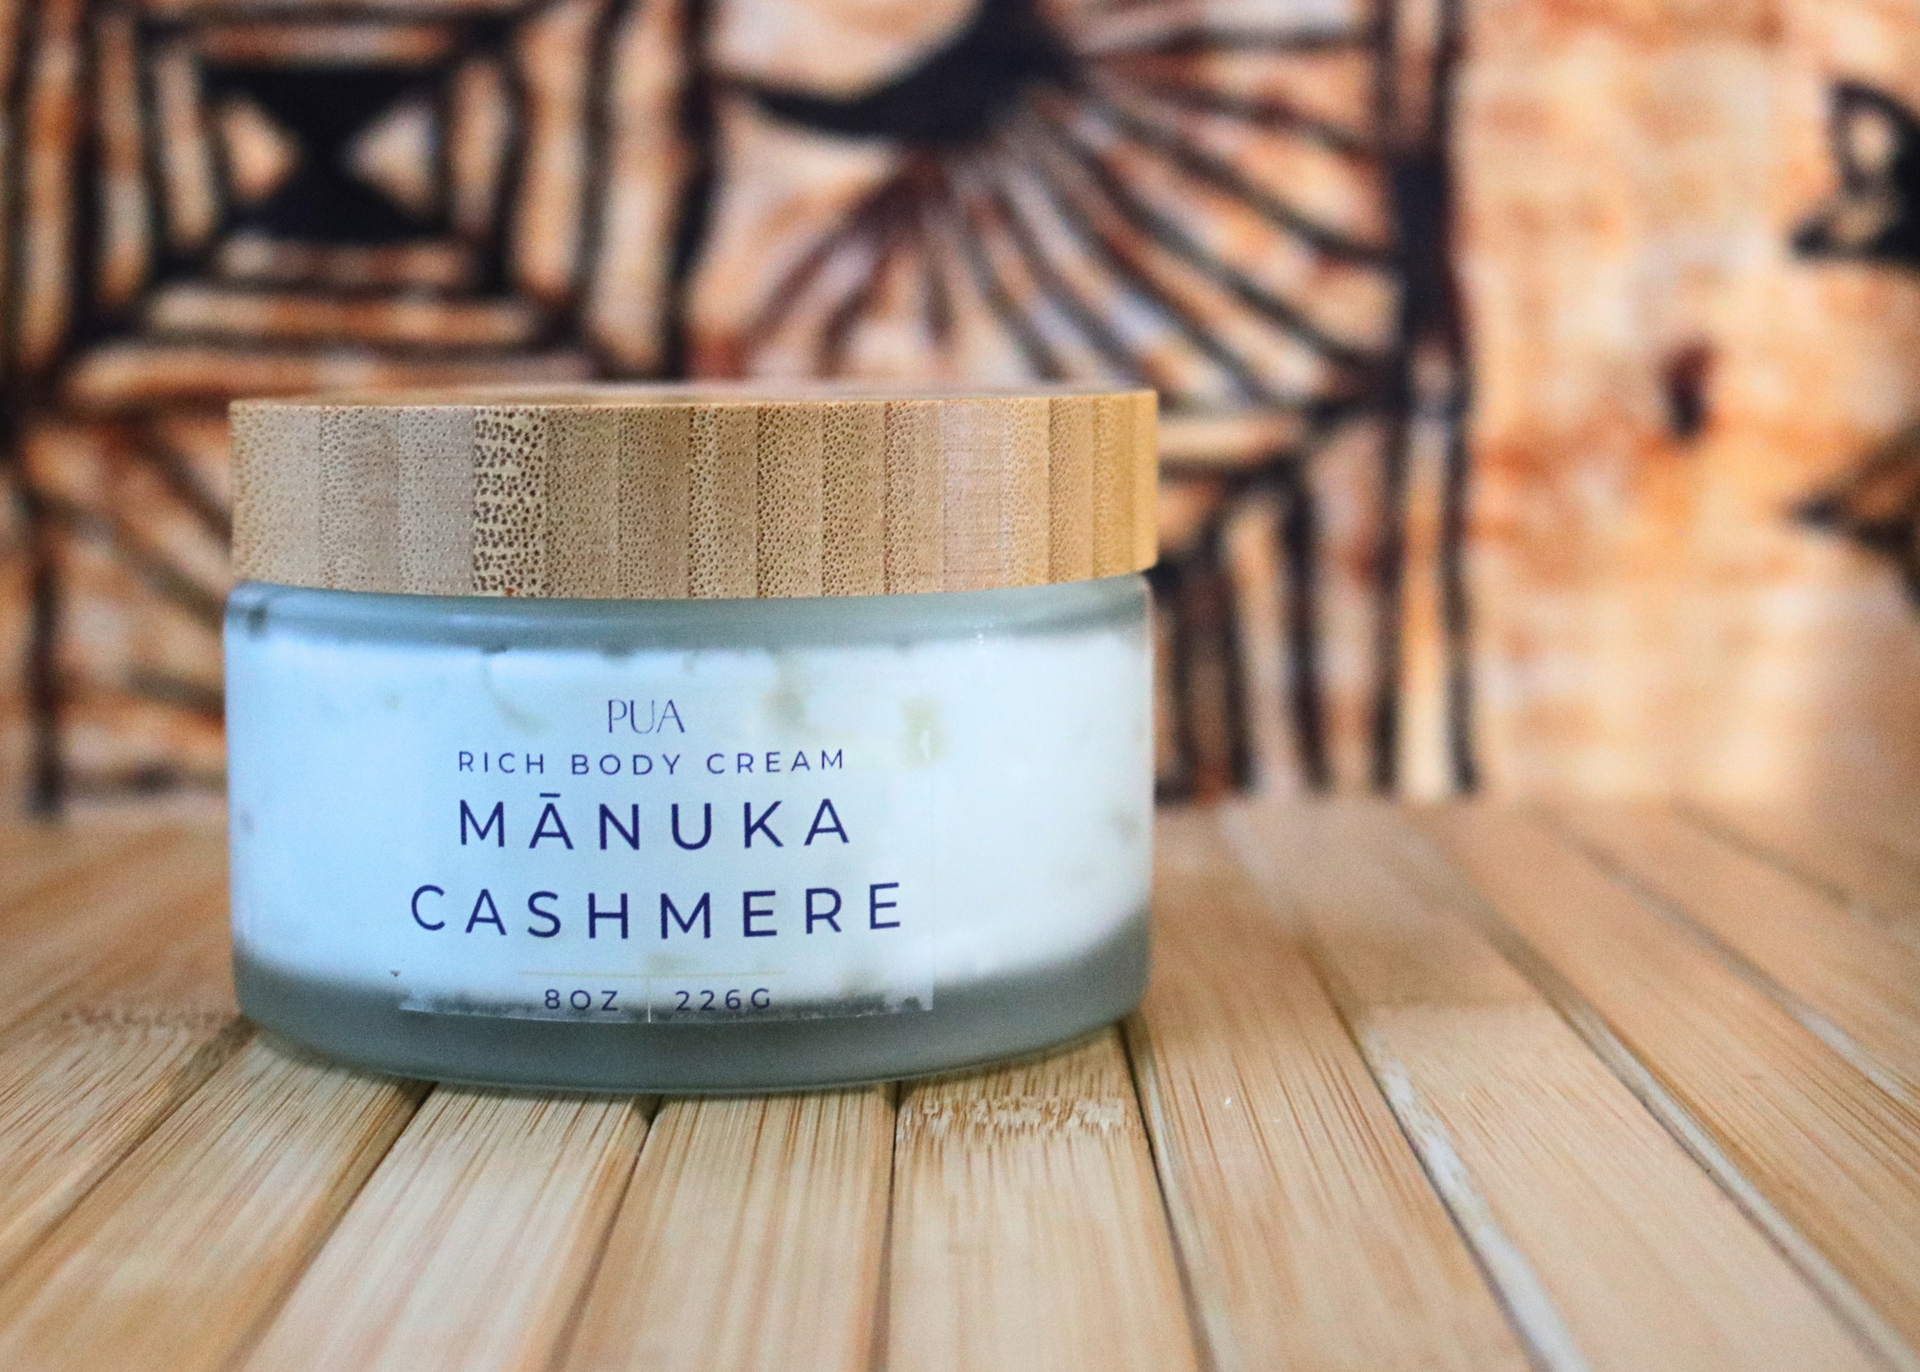 PUA
RICH BODY CREAM
MĀNUKA
CASHMERE
8OZ | 226G